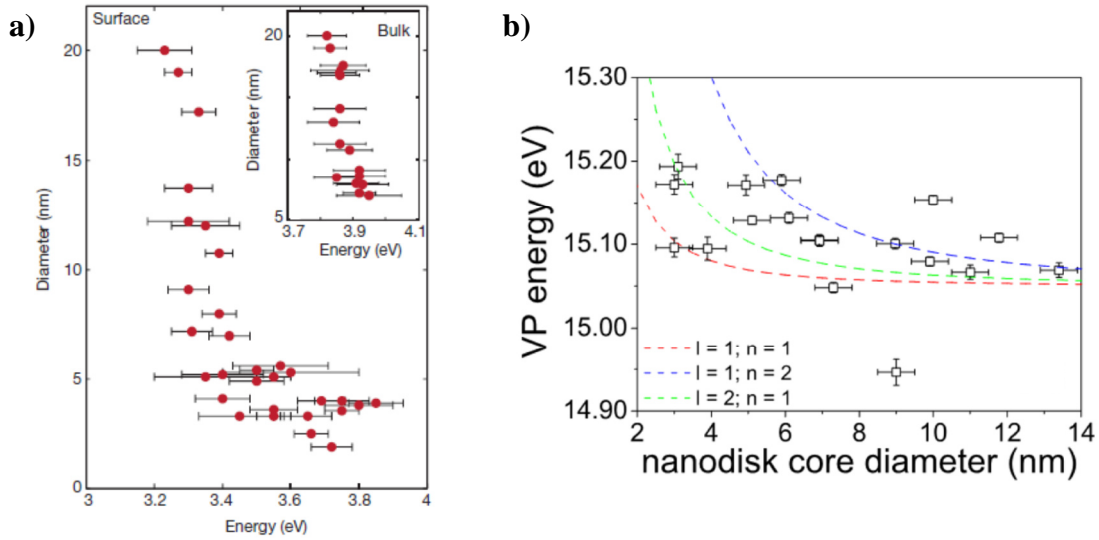 a)
Surface
20
15
10
5
0
Diameter (nm)
3
3.2
3.4
3.6
3.8
4
Energy (eV)
Bulk
20
5
Diameter (nm)
3.7
3.9
4.1
Energy (eV)
b)
15.30
15.20
15.10
15.00
14.90
VP energy (eV)
l = 1; n = 1
l = 1; n = 2
l = 2; n = 1
2
4
6
8
10
12
14
nanodisk core diameter (nm)